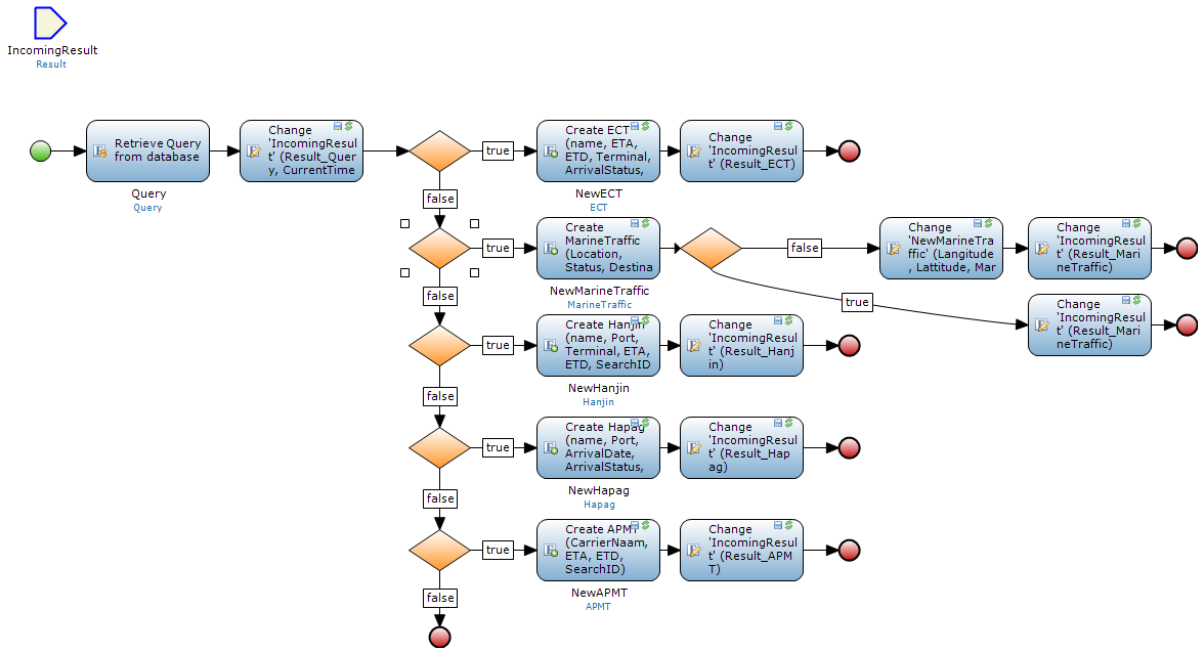 IncomingResult
Result
Retrieve Query
from database
Query
Query
Change
'IncomingResul
t' (Result_Quer
y, CurrentTime
true
Create ECT
(name, ETA,
ETD, Terminal,
ArrivalStatus,
NewECT
ECT
Change
'IncomingResul
t' (Result_ECT)
false
true
Create
MarineTraffic
(Location,
Status, Destina
NewMarineTraffic
MarineTraffic
false
Change
'NewMarineTra
ffic' (Langitude
, Lattitude, Mar
Change
'IncomingResul
t' (Result_Mari
neTraffic)
true
Change
'IncomingResul
t' (Result_Mari
neTraffic)
false
true
Create Hanjin
(name, Port,
Terminal, ETA,
ETD, SearchID
NewHanjin
Hanjin
Change
'IncomingResul
t' (Result_Hanj
in)
false
true
Create Hapag
(name, Port,
ArrivalDate,
ArrivalStatus,
NewHapag
Hapag
Change
'IncomingResul
t' (Result_Hap
ag)
false
true
Create APMT
(CarrierNaam,
ETA, ETD,
SearchID)
NewAPMT
APMT
Change
'IncomingResul
t' (Result_APM
T)
false